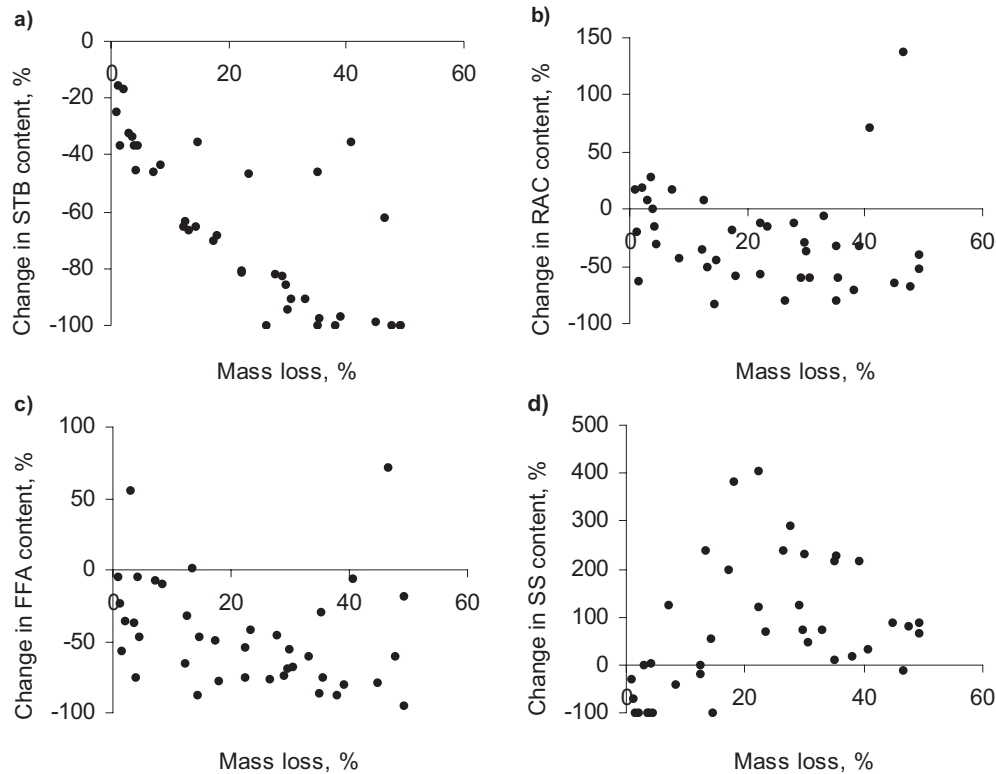 a)
Change in STB content, %
0
-20
-40
-60
-80
-100
0 20 40 60
Mass loss, %
b)
Change in RAC content, %
150
100
50
0
-50
-100
0 20 40 60
Mass loss, %
c)
Change in FFA content, %
100
50
0
-50
-100
0 20 40 60
Mass loss, %
d)
Change in SS content, %
500
400
300
200
100
0
-100
0 20 40 60
Mass loss, %